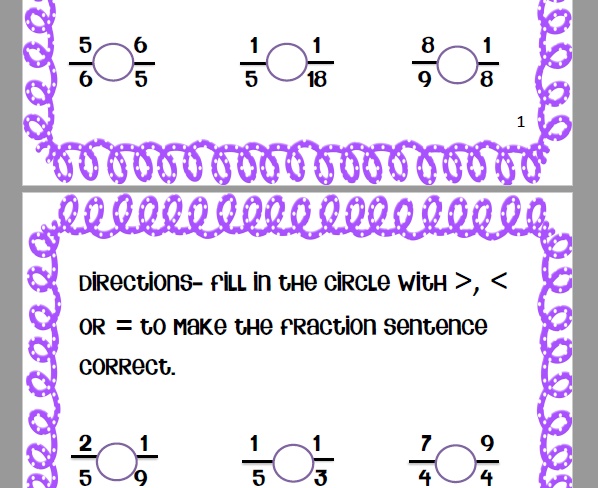 5 6 1 1 8 1
6 5 5 18 9 8
1
Directions- Fill in the circle with >, <
or = to make the fraction sentence
correct.
2 1 1 1 7 9
5 9 5 3 4 4